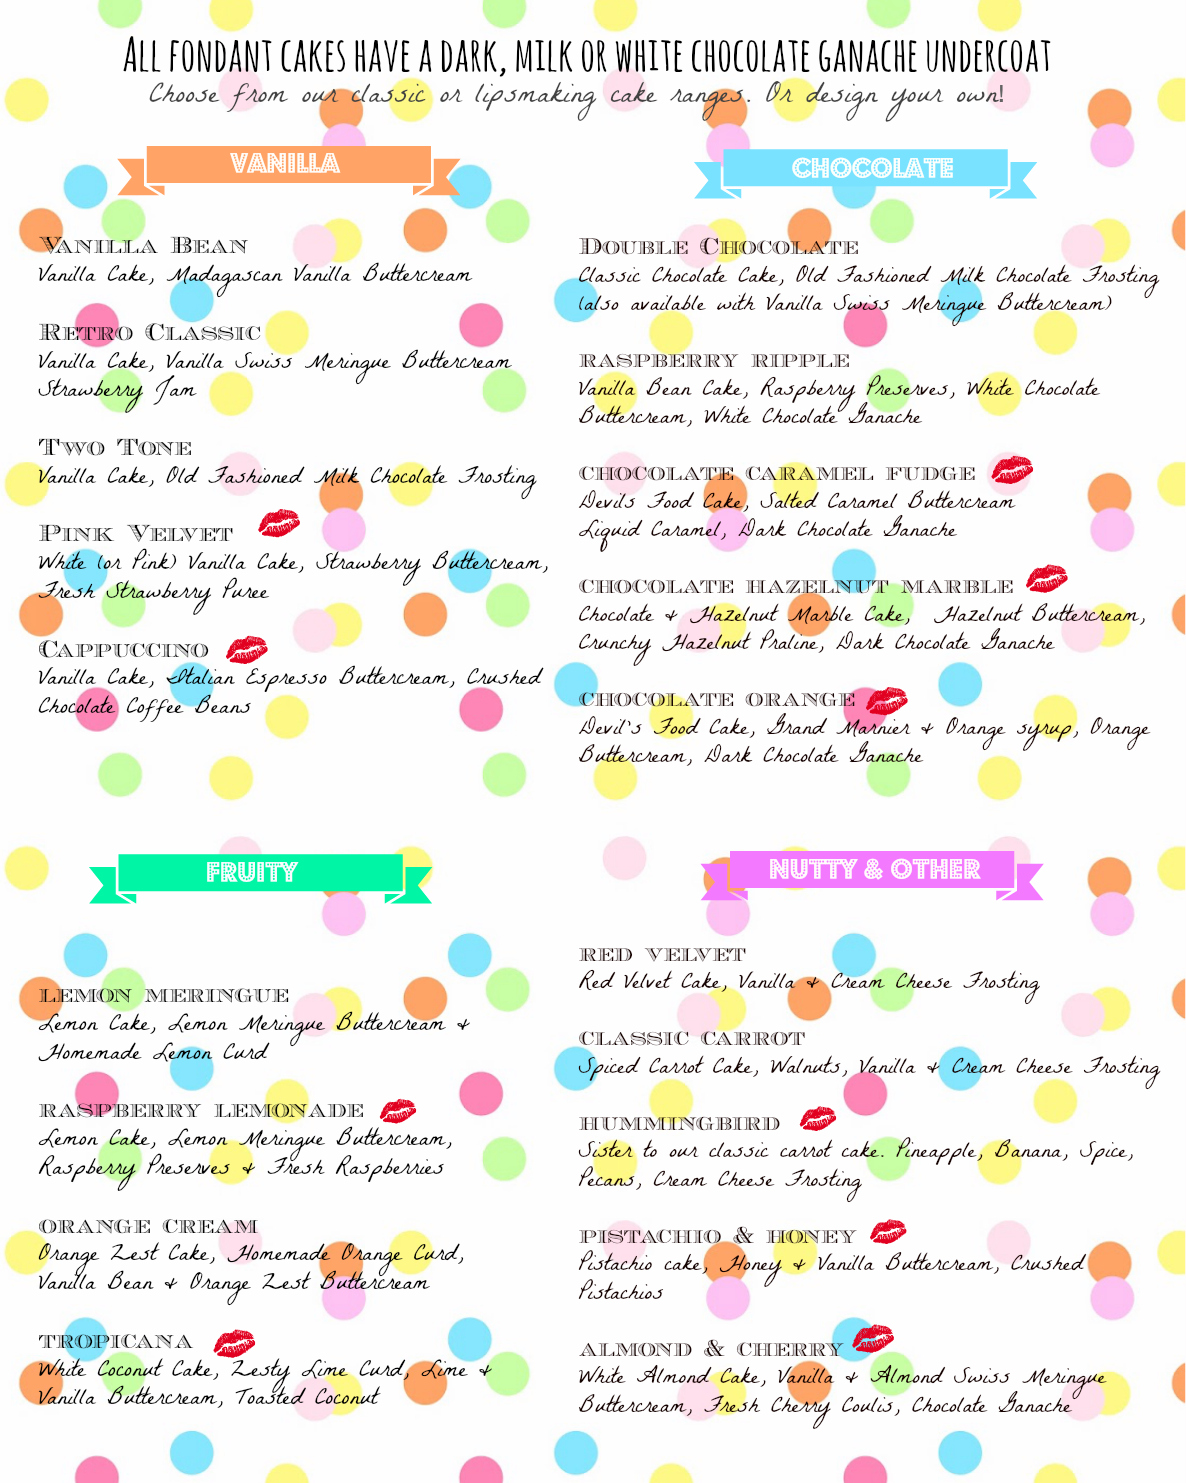 All fondant cakes have a dark, milk or white chocolate ganache undercoat
Choose from our classic or lipsmaking cake ranges. Or design your own!
VANILLA
Vanilla Bean
Vanilla Cake, Madagascan Vanilla Buttercream
Retro Classic
Vanilla Cake, Vanilla Swiss Meringue Buttercream
Strawberry Jam
Two Tone
Vanilla Cake, Old Fashioned Milk Chocolate Frosting
Pink Velvet
White (or Pink) Vanilla Cake, Strawberry Buttercream,
Fresh Strawberry Puree
Cappuccino
Vanilla Cake, Italian Espresso Buttercream, Crushed
Chocolate Coffee Beans
CHOCOLATE
Double Chocolate
Classic Chocolate Cake, Old Fashioned Milk Chocolate Frosting
(also available with Vanilla Swiss Meringue Buttercream)
RASPBERRY RIPPLE
Vanilla Bean Cake, Raspberry Preserves, White Chocolate
Buttercream, White Chocolate Ganache
CHOCOLATE CARAMEL FUDGE
Devils Food Cake, Salted Caramel Buttercream
Liquid Caramel, Dark Chocolate Ganache
CHOCOLATE HAZELNUT MARBLE
Chocolate & Hazelnut Marble Cake, Hazelnut Buttercream,
Crunchy Hazelnut Praline, Dark Chocolate Ganache
CHOCOLATE ORANGE
Devil's Food Cake, Grand Marnier & Orange syrup, Orange
Buttercream, Dark Chocolate Ganache
FRUITY
LEMON MERINGUE
Lemon Cake, Lemon Meringue Buttercream &
Homemade Lemon Curd
RASPBERRY LEMONADE
Lemon Cake, Lemon Meringue Buttercream,
Raspberry Preserves & Fresh Raspberries
ORANGE CREAM
Orange Zest Cake, Homemade Orange Curd,
Vanilla Bean & Orange Zest Buttercream
TROPICANA
White Coconut Cake, Zesty Lime Curd, Lime &
Vanilla Buttercream, Toasted Coconut
NUTTY & OTHER
RED VELVET
Red Velvet Cake, Vanilla & Cream Cheese Frosting
CLASSIC CARROT
Spiced Carrot Cake, Walnuts, Vanilla & Cream Cheese Frosting
HUMMINGBIRD
Sister to our classic carrot cake. Pineapple, Banana, Spice,
Pecans, Cream Cheese Frosting
PISTACHIO & HONEY
Pistachio cake, Honey & Vanilla Buttercream, Crushed
Pistachios
ALMOND & CHERRY
White Almond Cake, Vanilla & Almond Swiss Meringue
Buttercream, Fresh Cherry Coulis, Chocolate Ganache